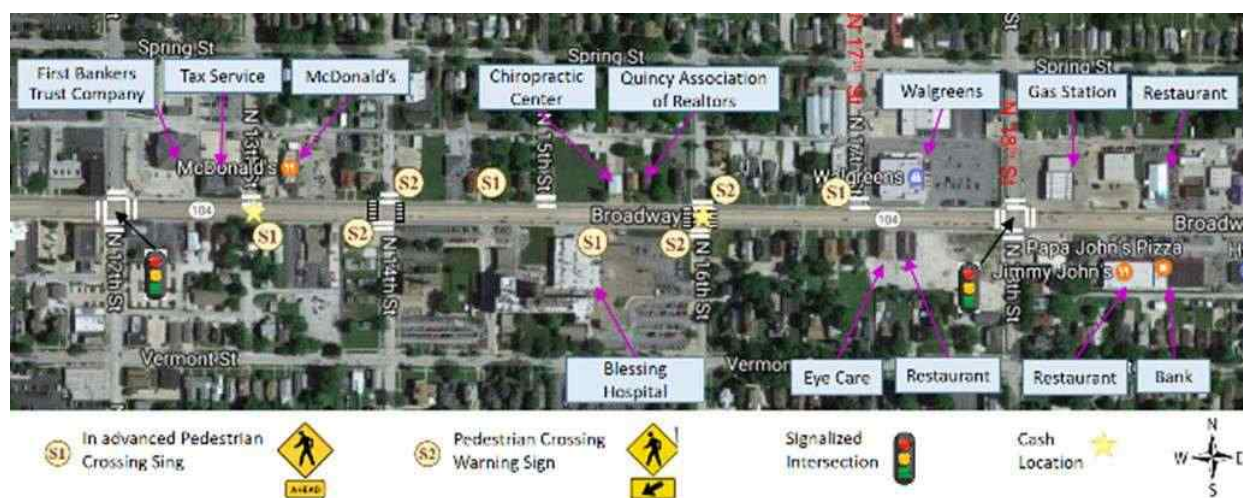 Spring St
Spring St
Spring St
First Bankers
Trust Company
Tax Service
McDonald's
Chiropractic
Center
Quincy Association
of Realtors
N 17th St
Walgreens
Gas Station
Restaurant
N 13th St
N 15th St
N 17th St
N 18th St
McDonald's
S2
S1
S2
Walgreens
S1
104
Broadway
104
Broadw
S1
S2
S1
S2
N 12th St
N 14th St
N 16th St
N 18th St
Papa John's Pizza
Jimmy John's
H
Vermont St
Vermont St
Blessing
Hospital
Eye Care
Restaurant
Restaurant
Bank
S1
In advanced Pedestrian
Crossing Sing
AHEAD
S2
Pedestrian Crossing
Warning Sign
Signalized
Intersection
Cash
Location
N
W
S